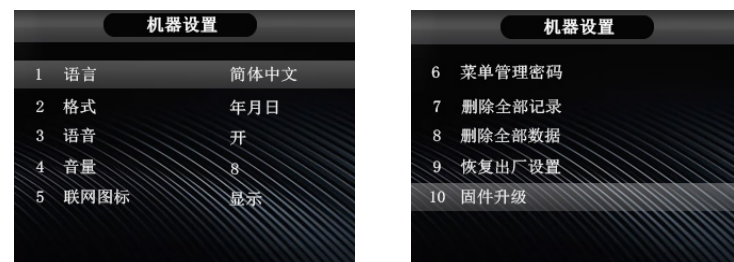 机器设置
1 语言 简体中文
2 格式 年月日
3 语音 开
4 音量 8
5 联网图标 显示
机器设置
6 菜单管理密码
7 删除全部记录
8 删除全部数据
9 恢复出厂设置
10 固件升级